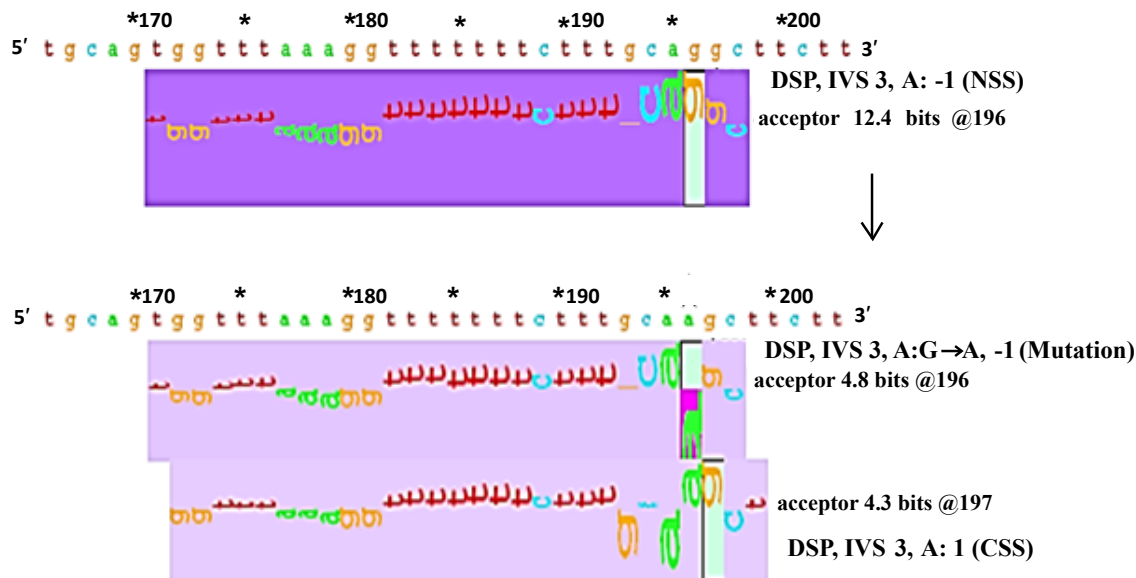 *170 * *180 * *190 * *200
5′ t g c a g t g g t t t a a a g g t t t t t t t c t t t g c a g g c t t c t t 3′
DSP, IVS 3, A: -1 (NSS)
acceptor 12.4 bits @196
*170 * *180 * *190 * *200
5′ t g c a g t g g t t t a a a g g t t t t t t t c t t t g c a a g c t t c t t 3′
DSP, IVS 3, A:G→A, -1 (Mutation)
acceptor 4.8 bits @196
acceptor 4.3 bits @197
DSP, IVS 3, A: 1 (CSS)